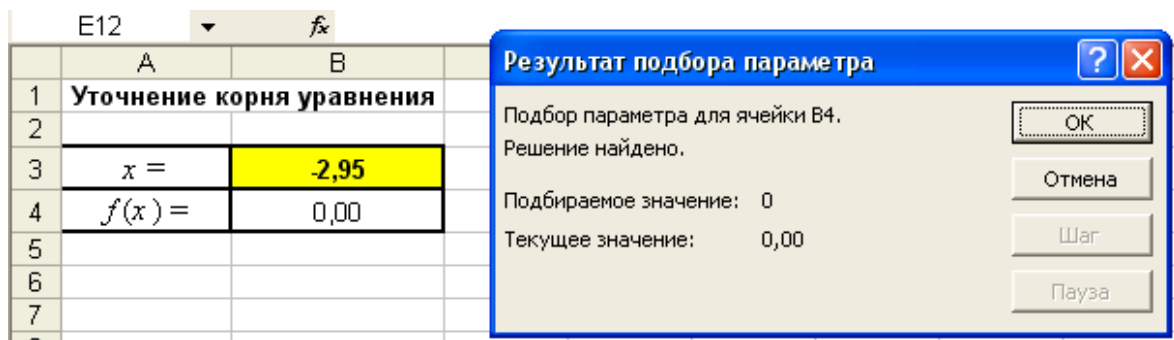 E12 fx
A B
1 Уточнение корня уравнения
2
3 x = -2,95
4 f(x) = 0,00
5
6
7
Результат подбора параметра
Подбор параметра для ячейки B4.
Решение найдено.
Подбираемое значение: 0
Текущее значение: 0,00
ОК
Отмена
Шаг
Пауза